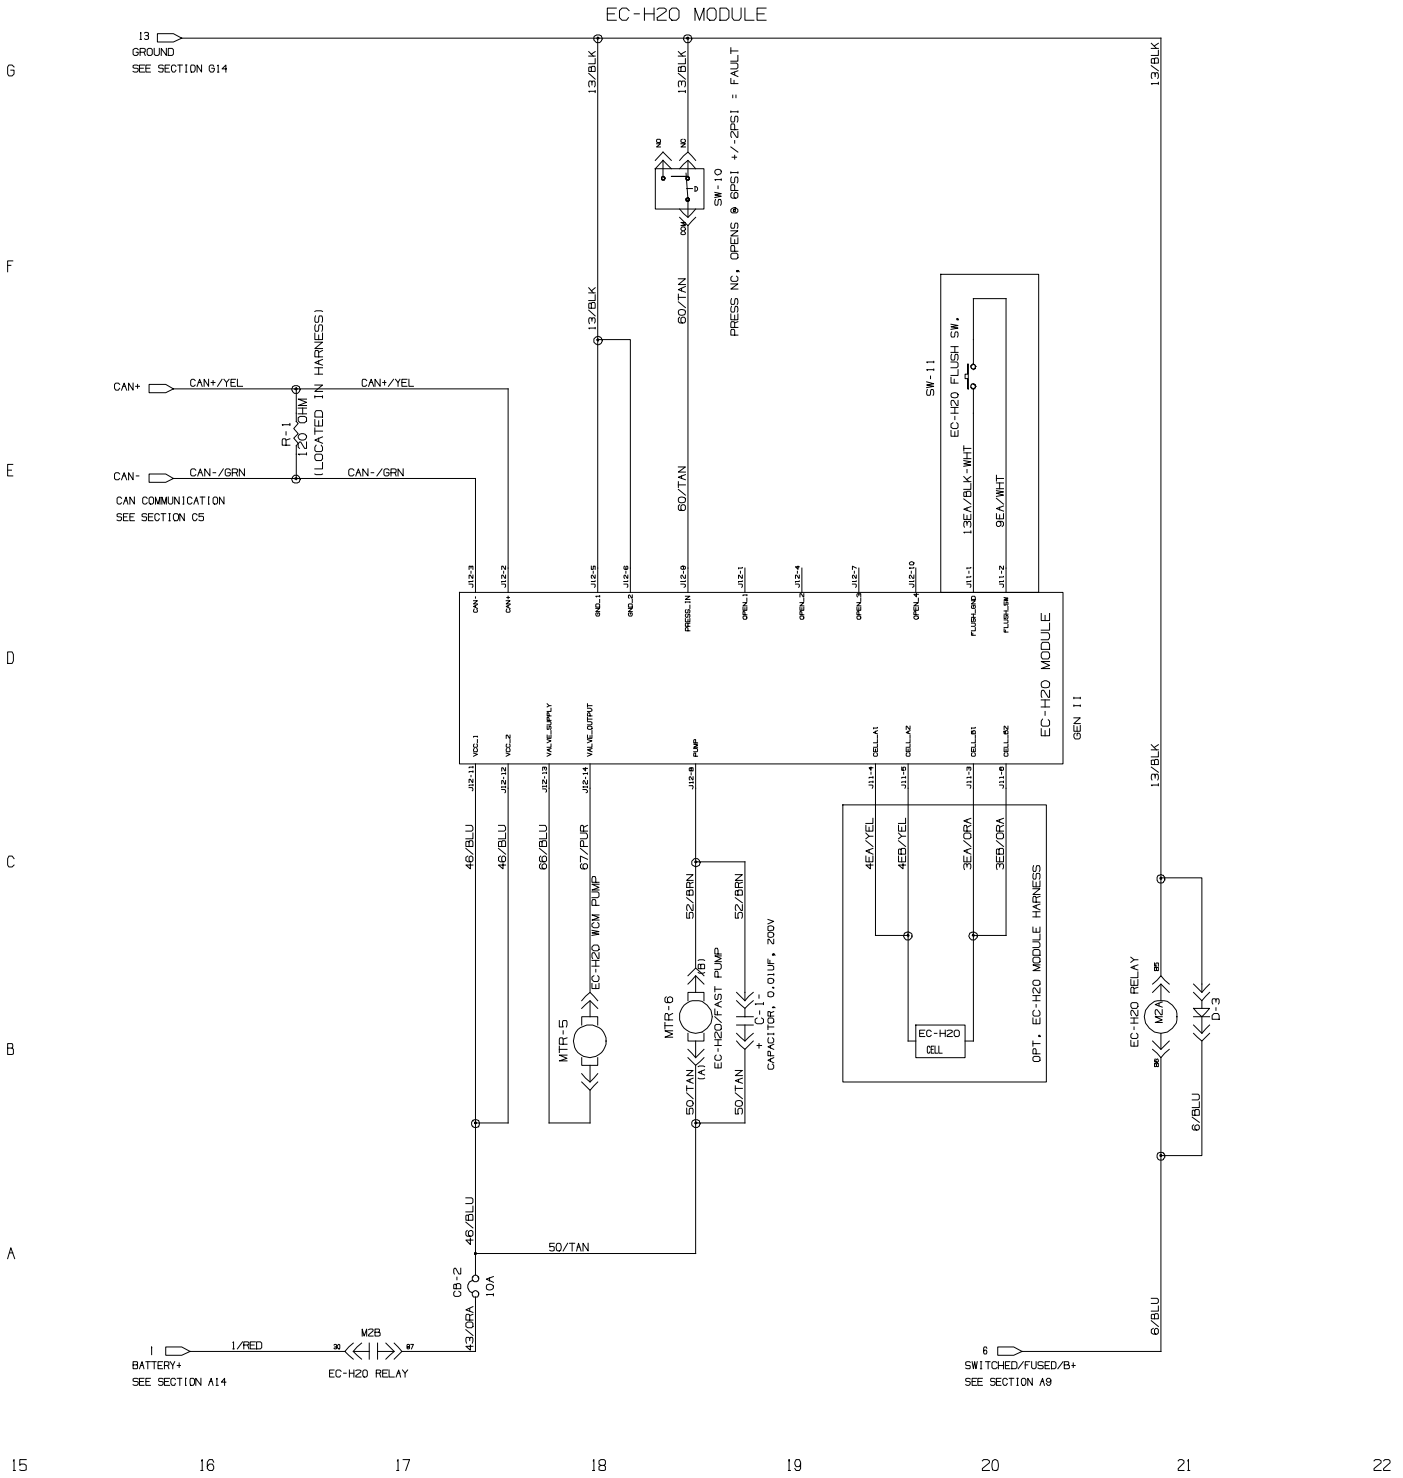 EC-H2O MODULE
13
GROUND
SEE SECTION G14
G
13/BLK
13/BLK
13/BLK
NO
NC
COM
D
SW-10
PRESS NC, OPENS @ 6PSI +/-2PSI = FAULT
F
13/BLK
60/TAN
CAN+
CAN+/YEL
CAN+/YEL
R-1
120 OHM
(LOCATED IN HARNESS)
SW-11
EC-H2O FLUSH SW.
E
CAN-
CAN-/GRN
CAN-/GRN
CAN COMMUNICATION
SEE SECTION C5
60/TAN
13EA/BLK-WHT
9EA/WHT
J12-3
J12-2
J12-5
J12-6
J12-9
J12-1
J12-4
J12-7
J12-10
J11-1
J11-2
CAN-
CAN+
GND_1
GND_2
PRESS_IN
OPEN_1
OPEN_2
OPEN_3
OPEN_4
FLUSH_GND
FLUSH_SW
D
EC-H2O MODULE
GEN II
VCC_1
VCC_2
VALVE_SUPPLY
VALVE_OUTPUT
PUMP
CELL_A1
CELL_A2
CELL_B1
CELL_B2
J12-11
J12-12
J12-13
J12-14
J12-8
J11-4
J11-5
J11-3
J11-6
13/BLK
C
46/BLU
46/BLU
66/BLU
67/PUR
4EA/YEL
4EB/YEL
3EA/ORA
3EB/ORA
52/BRN
52/BRN
EC-H2O WCM PUMP
MTR-5
MTR-6
(B)
EC-H2O/FAST PUMP
(A)
C-1
-
+
CAPACITOR, 0.01UF, 200V
OPT, EC-H2O MODULE HARNESS
EC-H2O
CELL
B
EC-H2O RELAY
85
M2A
86
D-3
50/TAN
50/TAN
6/BLU
46/BLU
A
50/TAN
CB-2
10A
43/ORA
6/BLU
1
1/RED
30
M2B
87
BATTERY+
SEE SECTION A14
EC-H2O RELAY
6
SWITCHED/FUSED/B+
SEE SECTION A9
15
16
17
18
19
20
21
22